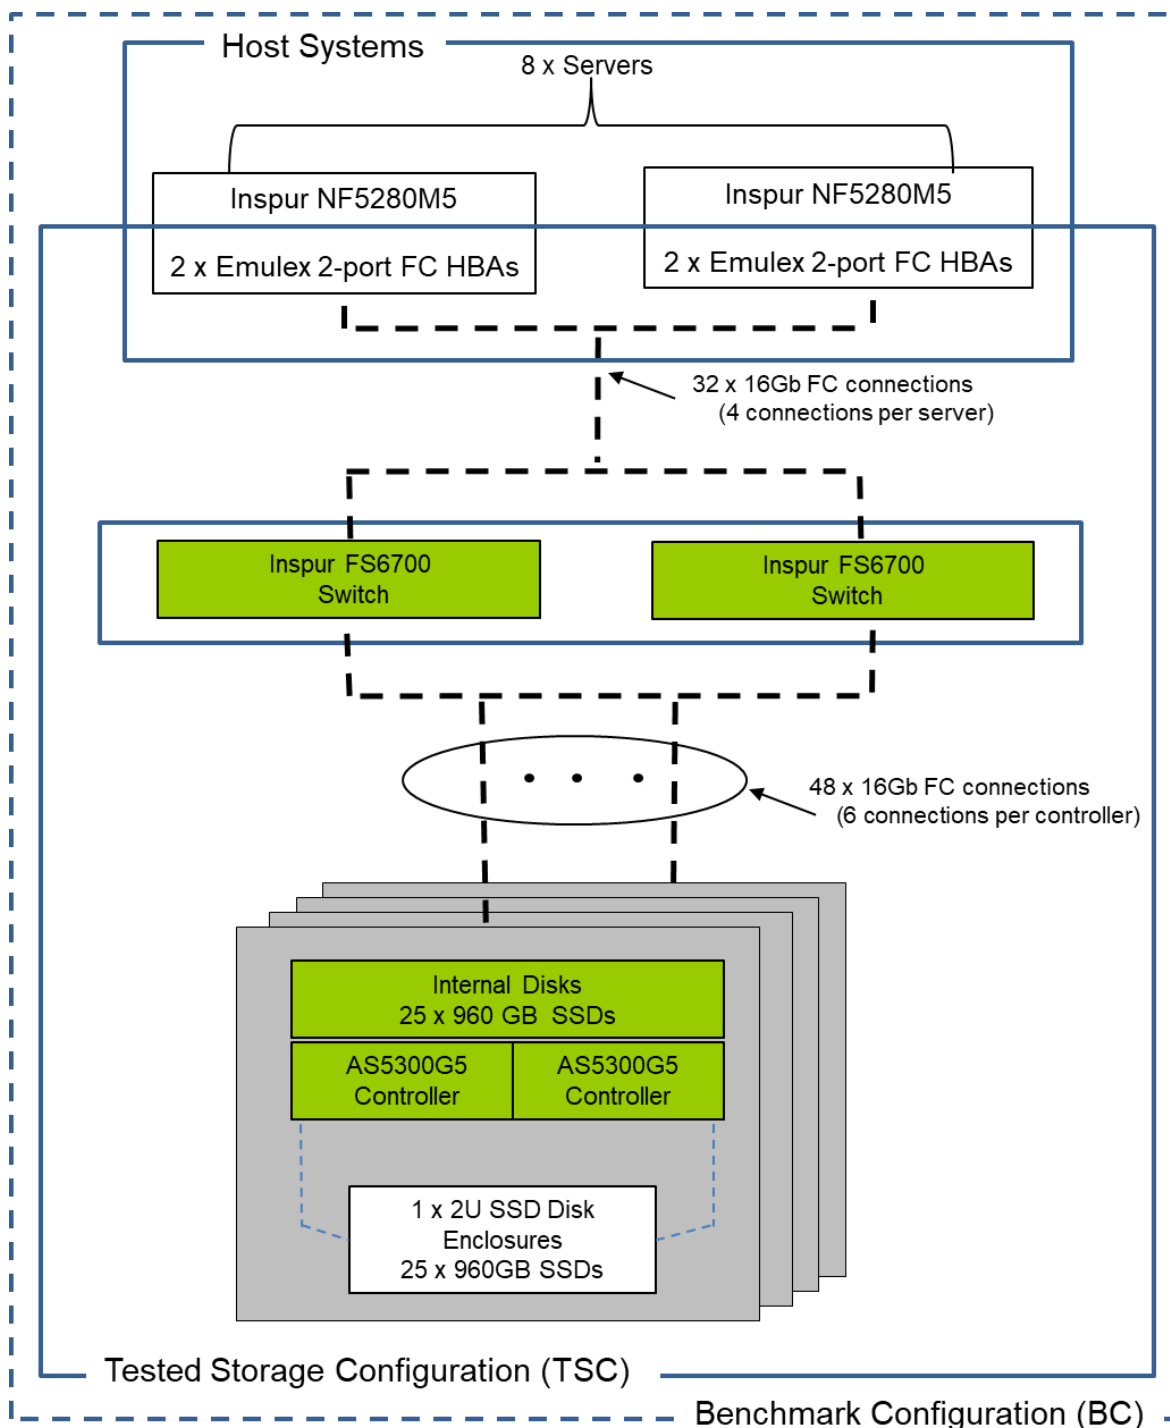 Host Systems
8 x Servers
Inspur NF5280M5
2 x Emulex 2-port FC HBAs
Inspur NF5280M5
2 x Emulex 2-port FC HBAs
32 x 16Gb FC connections
(4 connections per server)
Inspur FS6700
Switch
Inspur FS6700
Switch
48 x 16Gb FC connections
(6 connections per controller)
Internal Disks
25 x 960 GB SSDs
AS5300G5
Controller
AS5300G5
Controller
1 x 2U SSD Disk
Enclosures
25 x 960GB SSDs
Tested Storage Configuration (TSC)
Benchmark Configuration (BC)